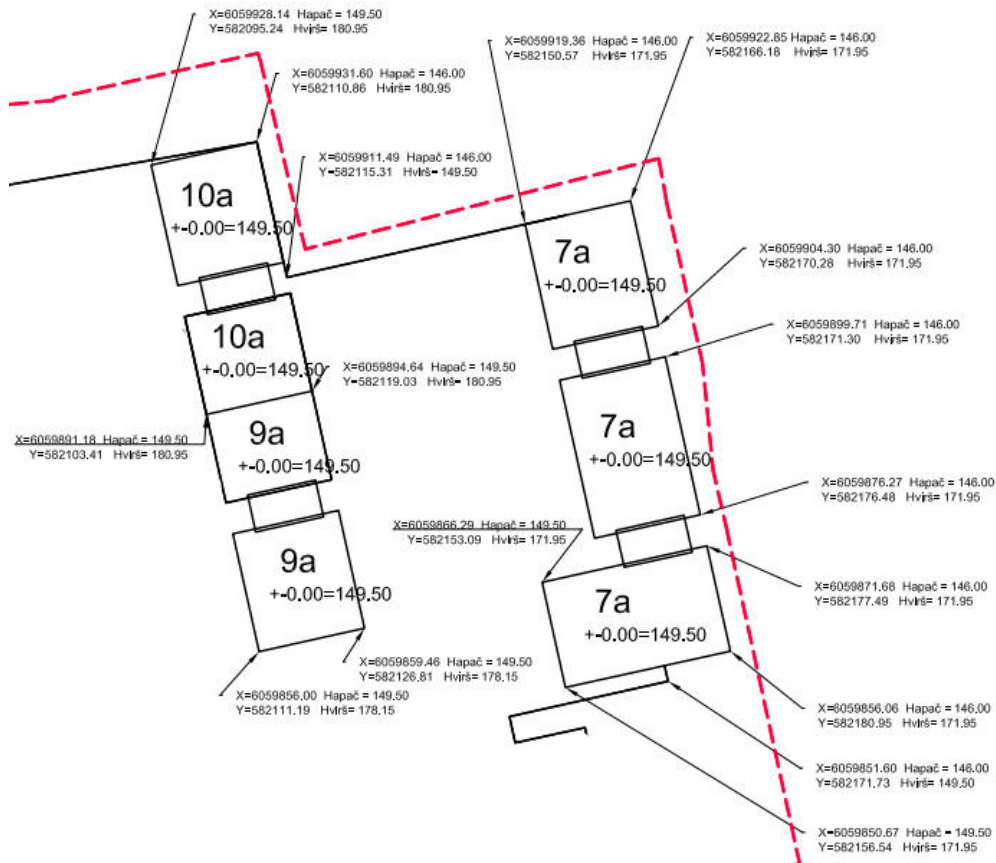 X=6059928.14 Hapač = 149.50
Y=582095.24 Hvirš= 180.95
X=6059931.60 Hapač = 146.00
Y=582110.86 Hvirš= 180.95
X=6059919.36 Hapač = 146.00
Y=582150.57 Hvirš= 171.95
X=6059922.85 Hapač = 146.00
Y=582166.18 Hvirš= 171.95
X=6059911.49 Hapač = 146.00
Y=582115.31 Hvirš= 149.50
10a
+-0.00=149.50
7a
+-0.00=149.50
X=6059904.30 Hapač = 146.00
Y=582170.28 Hvirš= 171.95
10a
+-0.00=149.50
X=6059899.71 Hapač = 146.00
Y=582171.30 Hvirš= 171.95
X=6059894.64 Hapač = 149.50
Y=582119.03 Hvirš= 180.95
X=6059891.18 Hapač = 149.50
Y=582103.41 Hvirš= 180.95
9a
+-0.00=149.50
7a
+-0.00=149.50
X=6059876.27 Hapač = 146.00
Y=582176.48 Hvirš= 171.95
X=6059866.29 Hapač = 149.50
Y=582153.09 Hvirš= 171.95
9a
+-0.00=149.50
7a
+-0.00=149.50
X=6059871.68 Hapač = 146.00
Y=582177.49 Hvirš= 171.95
X=6059859.46 Hapač = 149.50
Y=582126.81 Hvirš= 178.15
X=6059856.00 Hapač = 149.50
Y=582111.19 Hvirš= 178.15
X=6059856.06 Hapač = 146.00
Y=582180.95 Hvirš= 171.95
X=6059851.60 Hapač = 146.00
Y=582171.73 Hvirš= 149.50
X=6059850.67 Hapač = 149.50
Y=582156.54 Hvirš= 171.95